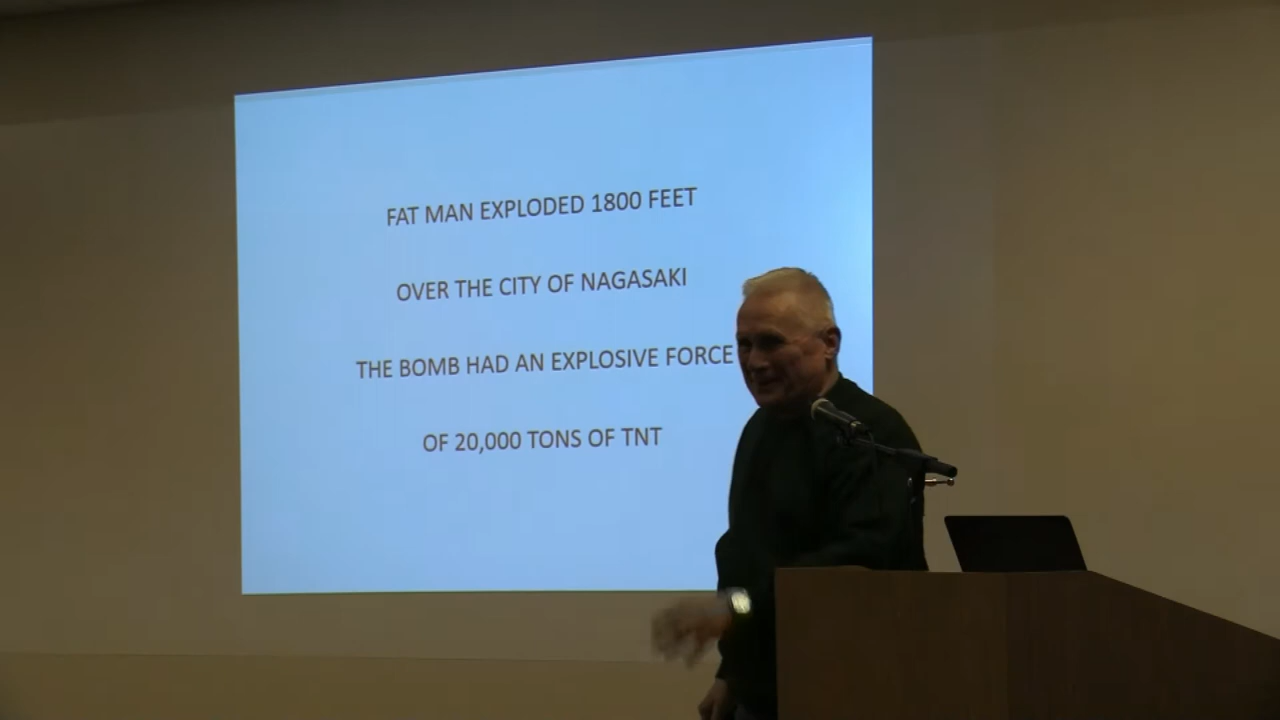 FAT MAN EXPLODED 1800 FEET
OVER THE CITY OF NAGASAKI
THE BOMB HAD AN EXPLOSIVE FORCE
OF 20,000 TONS OF TNT